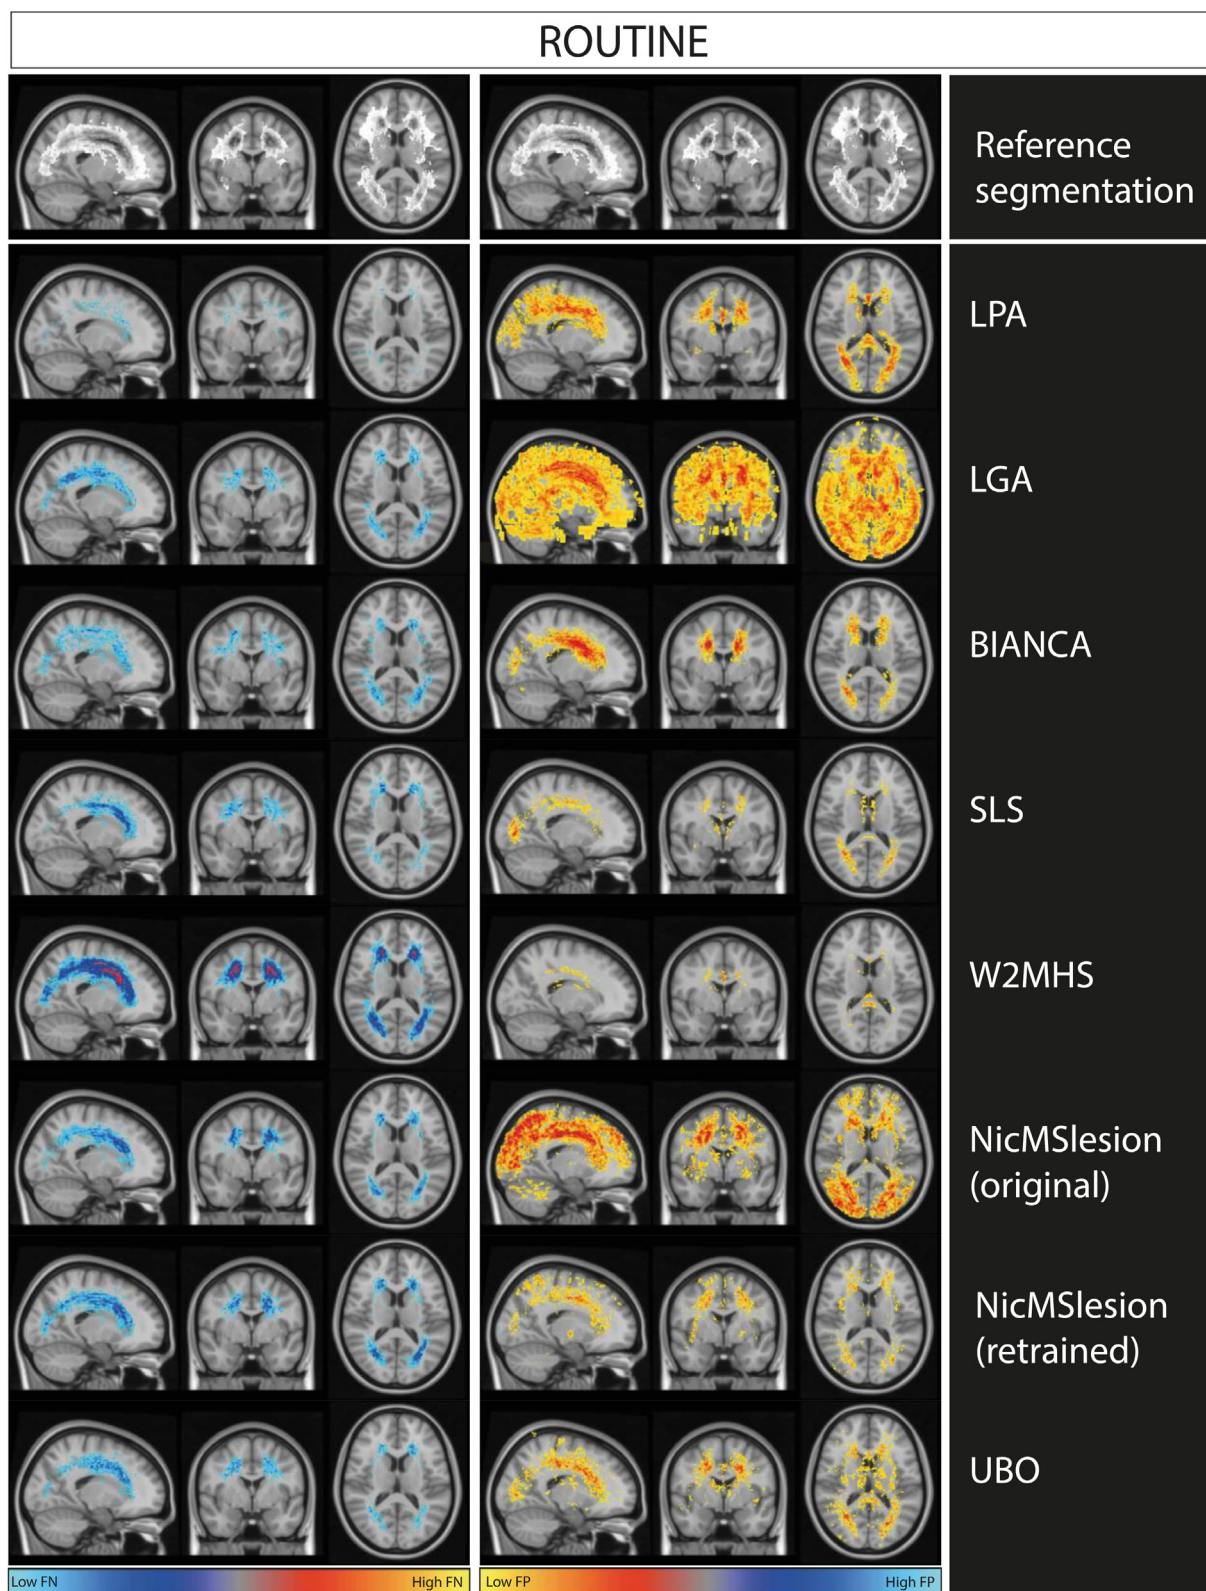 ROUTINE
Reference
segmentation
LPA
LGA
BIANCA
SLS
W2MHS
NicMSlesion
(original)
NicMSlesion
(retrained)
UBO
Low FN
High FN
Low FP
High FP